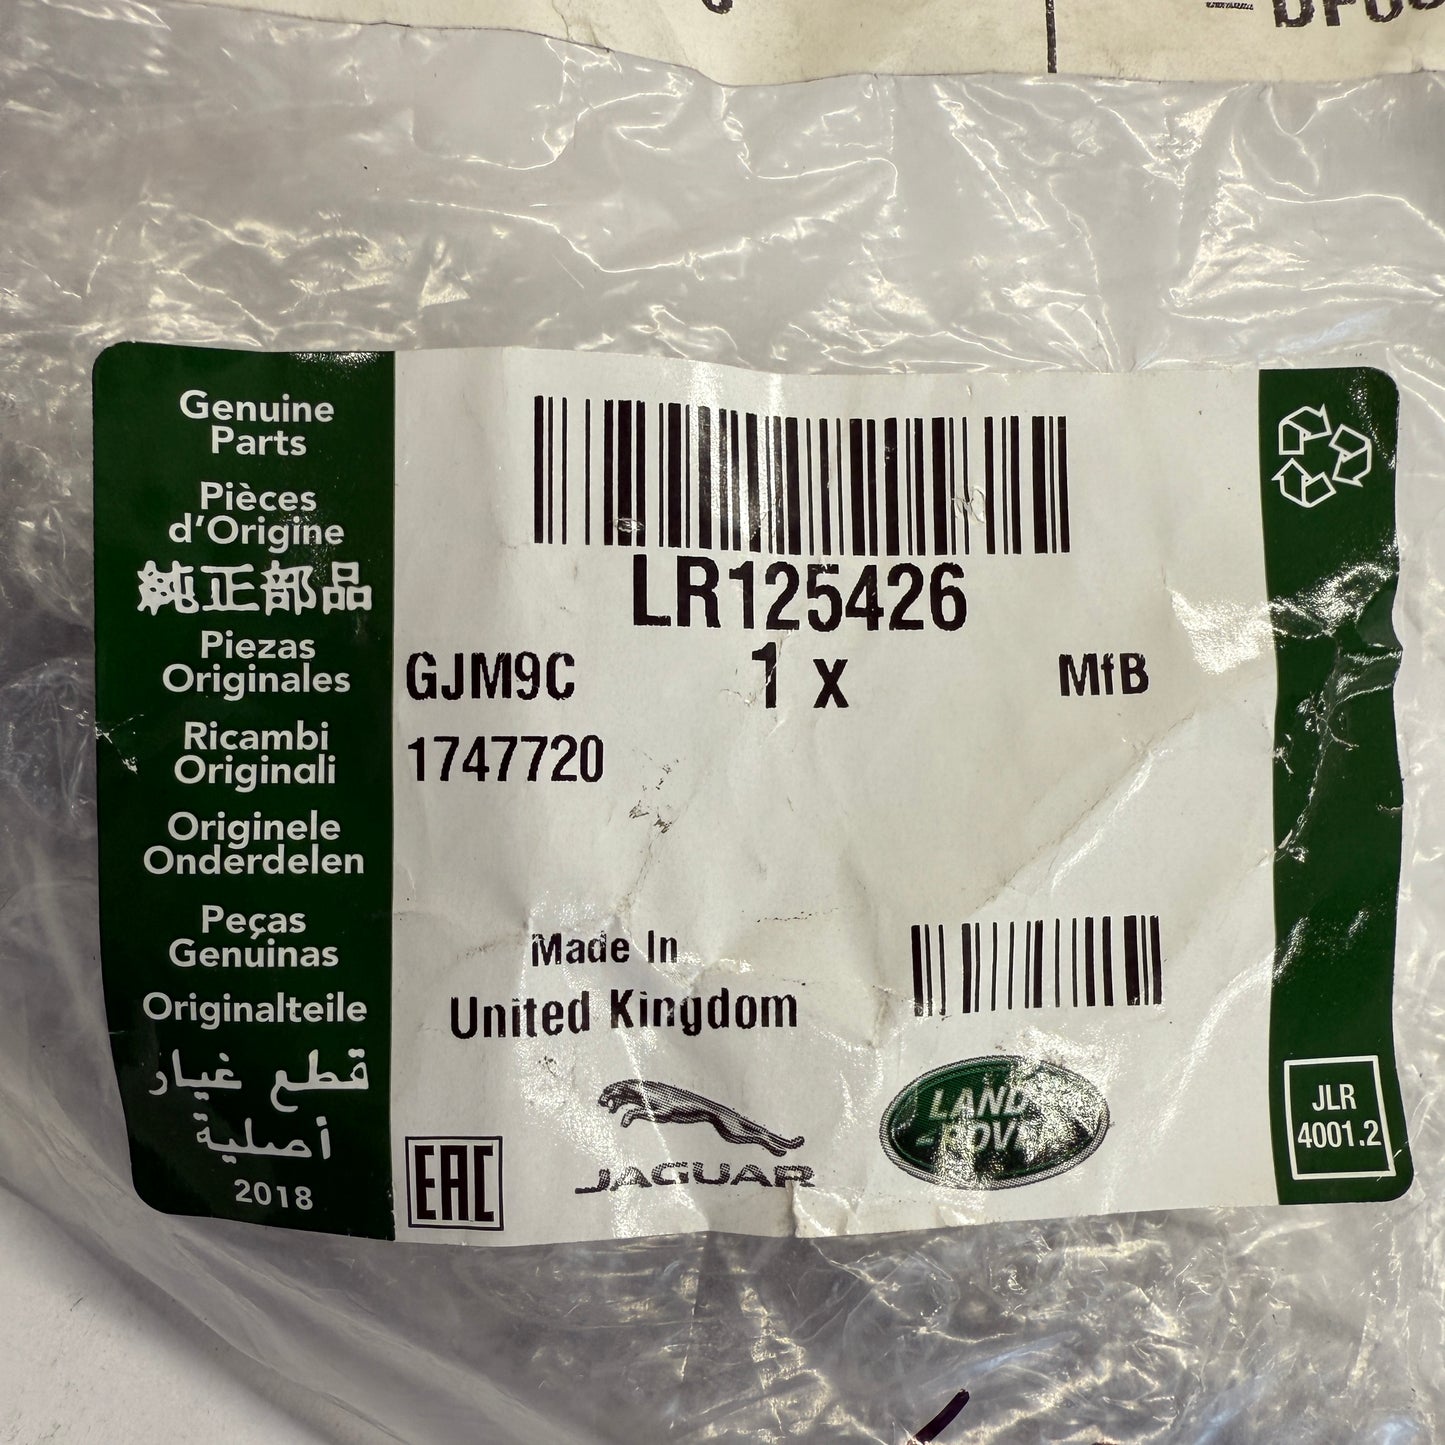 Genuine
Parts
Pièces
d'Origine
純正部品
Piezas
Originales
Ricambi
Originali
Originele
Onderdelen
Peças
Genuinas
Originalteile
قطع غيار
أصلية
2018
LR125426
GJM9C
1 x
MfB
1747720
Made In
United Kingdom
EAC
JAGUAR
LAND
ROVER
JLR
4001.2